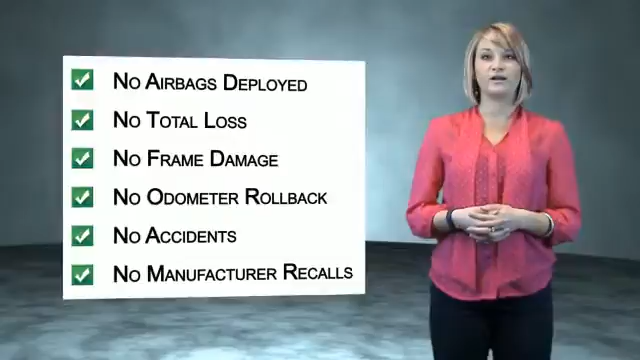 No Airbags Deployed
No Total Loss
No Frame Damage
No Odometer Rollback
No Accidents
No Manufacturer Recalls